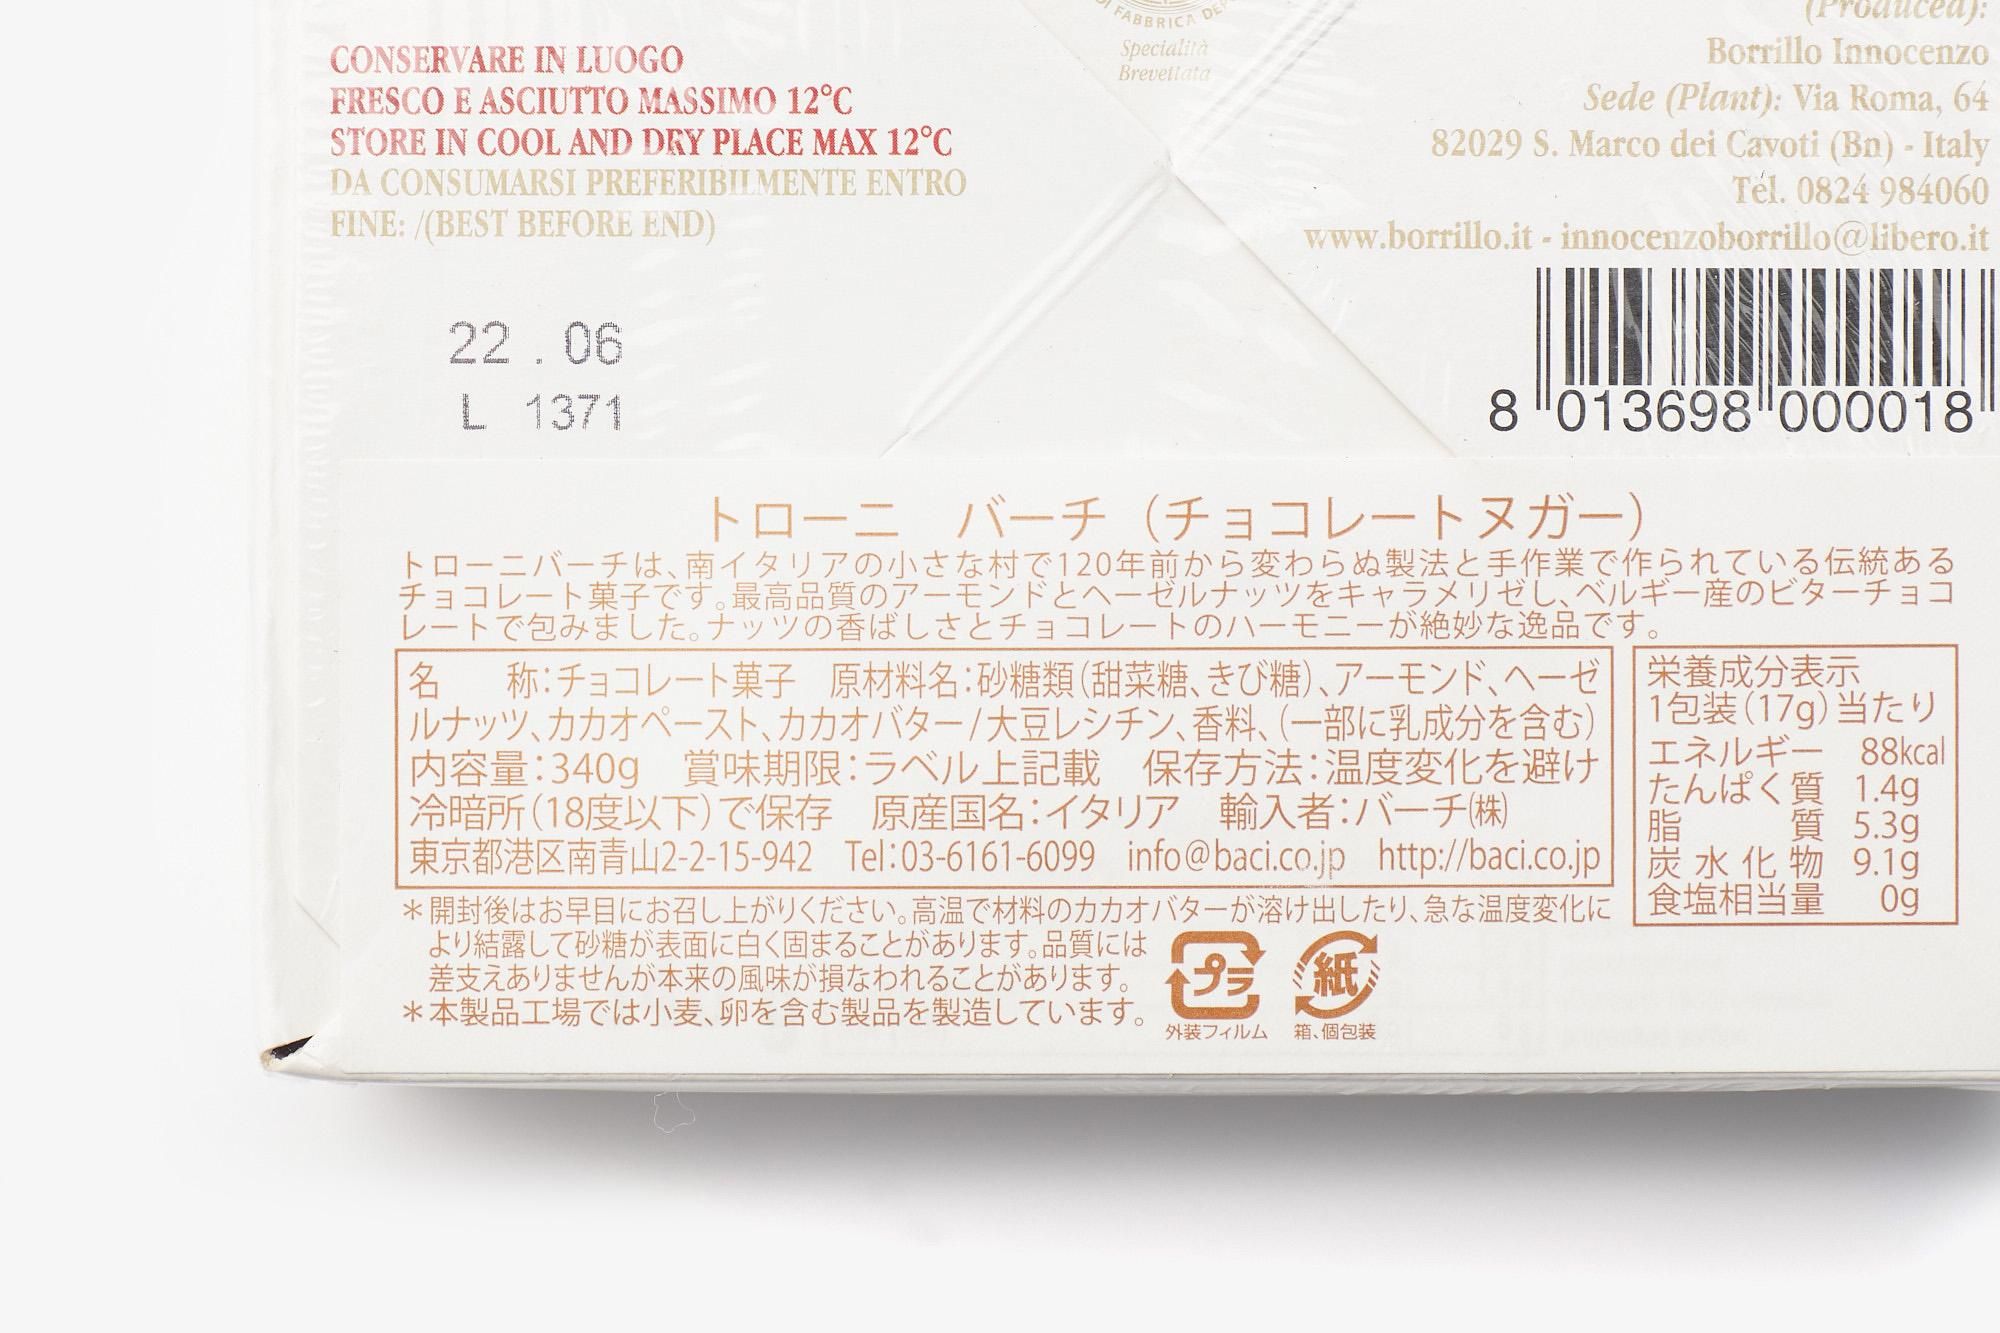 CONSERVARE IN LUOGO
FRESCO E ASCIUTTO MASSIMO 12°C
STORE IN COOL AND DRY PLACE MAX 12°C
DA CONSUMARSI PREFERIBILMENTE ENTRO
FINE: /(BEST BEFORE END)
22 . 06
L 1371
DI FABBRICA
Specialità
Brevettata
(Produced):
Borrillo Innocenzo
Sede (Plant): Via Roma, 64
82029 S. Marco dei Cavoti (Bn) - Italy
Tel. 0824 984060
www.borrillo.it - innocenzoborrillo@libero.it
8 013698 000018
トローニ　バーチ（チョコレートヌガー）
トローニバーチは、南イタリアの小さな村で120年前から変わらぬ製法と手作業で作られている伝統ある
チョコレート菓子です。最高品質のアーモンドとヘーゼルナッツをキャラメリゼし、ベルギー産のビターチョコ
レートで包みました。ナッツの香ばしさとチョコレートのハーモニーが絶妙な逸品です。
名　　称：チョコレート菓子　原材料名：砂糖類（甜菜糖、きび糖）、アーモンド、ヘーゼ
ルナッツ、カカオペースト、カカオバター/大豆レシチン、香料、（一部に乳成分を含む）
内容量：340g　賞味期限：ラベル上記載　保存方法：温度変化を避け
冷暗所（18度以下）で保存　原産国名：イタリア　輸入者：バーチ㈱
東京都港区南青山2-2-15-942　Tel：03-6161-6099　info@baci.co.jp　http://baci.co.jp
栄養成分表示
1包装（17g）当たり
エネルギー　88kcal
たんぱく質　1.4g
脂　　　質　5.3g
炭水化物　9.1g
食塩相当量　0g
＊開封後はお早目にお召し上がりください。高温で材料のカカオバターが溶け出したり、急な温度変化に
より結露して砂糖が表面に白く固まることがあります。品質には
差支えありませんが本来の風味が損なわれることがあります。
＊本製品工場では小麦、卵を含む製品を製造しています。
プラ
外装フィルム
紙
箱、個包装